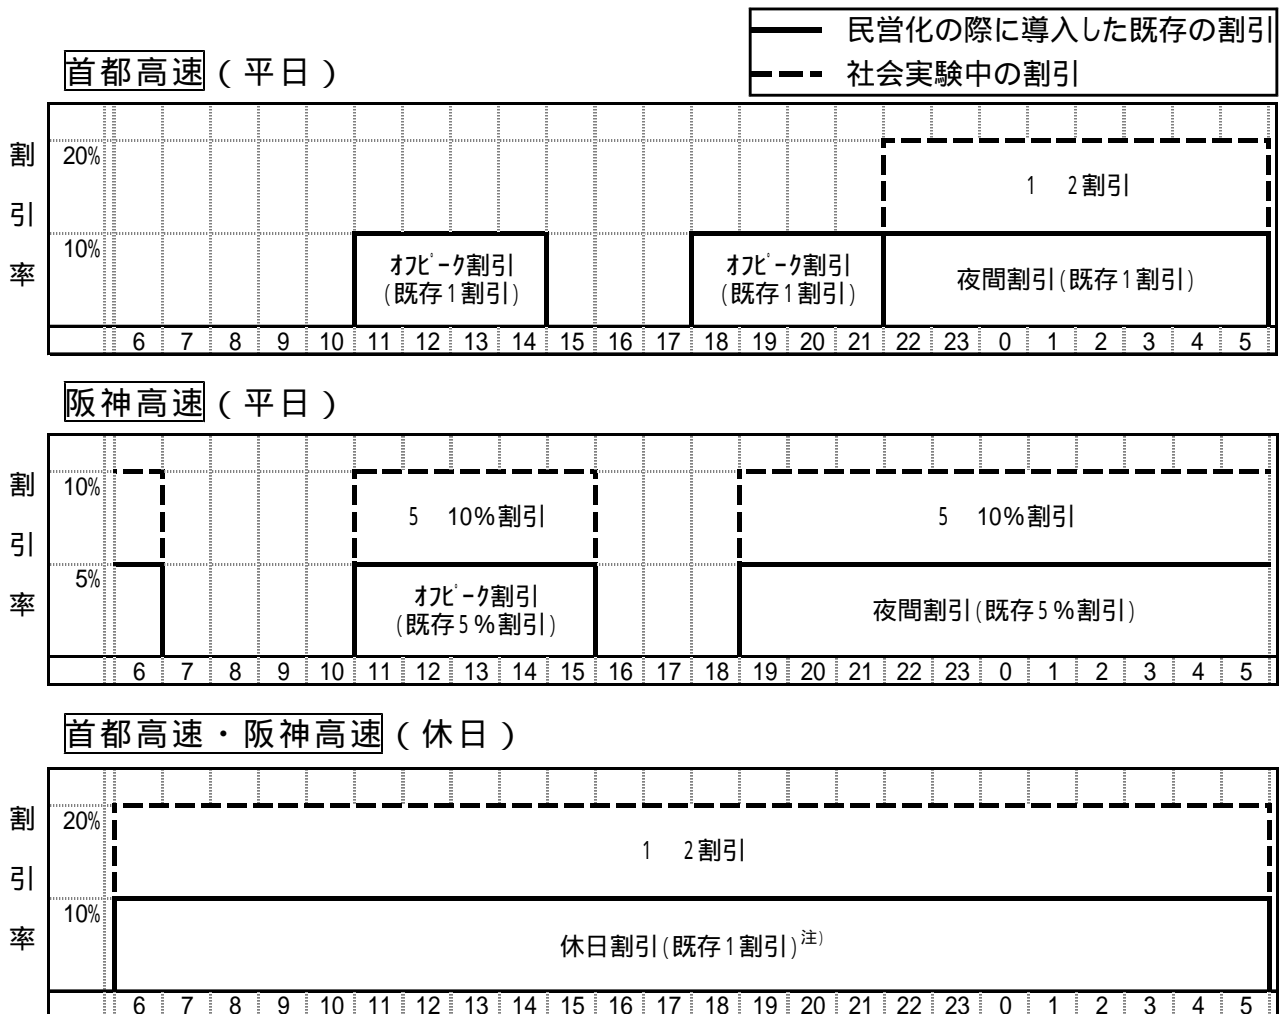 民営化の際に導入した既存の割引
社会実験中の割引
首都高速(平日)
割引率
20%
10%
1 2割引
オフピーク割引
(既存1割引)
オフピーク割引
(既存1割引)
夜間割引(既存1割引)
6 7 8 9 10 11 12 13 14 15 16 17 18 19 20 21 22 23 0 1 2 3 4 5
阪神高速(平日)
割引率
10%
5%
5 10%割引
5 10%割引
オフピーク割引
(既存5%割引)
夜間割引(既存5%割引)
6 7 8 9 10 11 12 13 14 15 16 17 18 19 20 21 22 23 0 1 2 3 4 5
首都高速・阪神高速(休日)
割引率
20%
10%
1 2割引
休日割引(既存1割引)注)
6 7 8 9 10 11 12 13 14 15 16 17 18 19 20 21 22 23 0 1 2 3 4 5